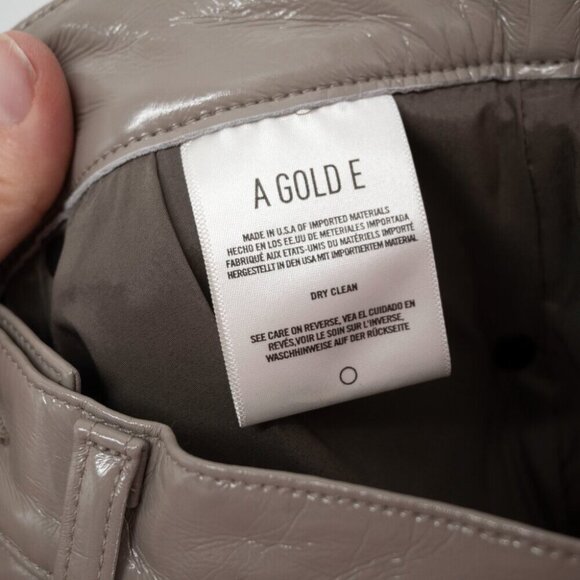 A GOLD E
MADE IN U.S.A OF IMPORTED MATERIALS
HECHO EN LOS EE.UU DE METERIALES IMPORTADA
FABRIQUÉ AUX ETATS-UNIS DU MATÉRIELS IMPORTÉ
HERGESTELLT IN DEN USA MIT IMPORTIERTEM MATERIAL
DRY CLEAN
SEE CARE ON REVERSE, VEA EL CUIDADO EN
REVÉS, VOIR LE SOIN SUR L'INVERSE,
WASCHHINWEISE AUF DER RÜCKSEITE